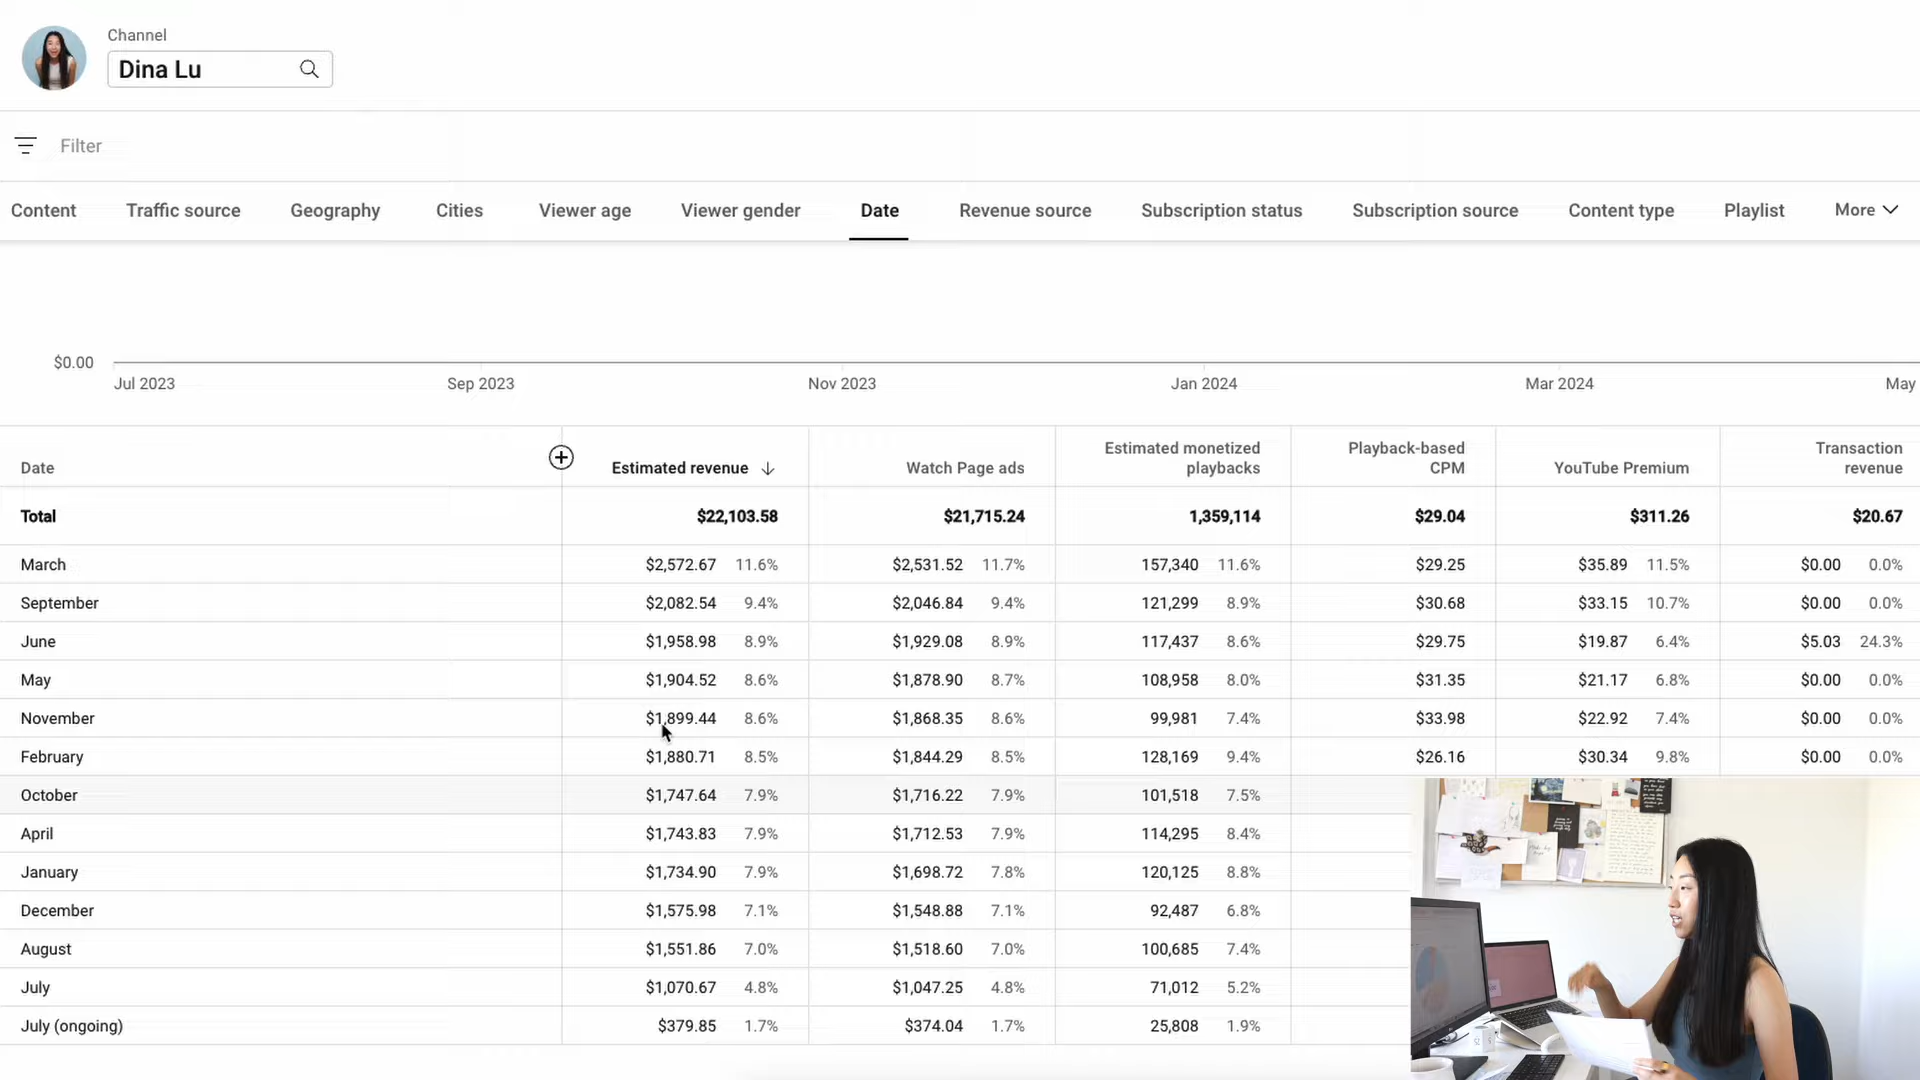 Channel
Dina Lu
Filter
Content Traffic source Geography Cities Viewer age Viewer gender Date Revenue source Subscription status Subscription source Content type Playlist More
$0.00
Jul 2023 Sep 2023 Nov 2023 Jan 2024 Mar 2024 May
Date Estimated revenue Watch Page ads Estimated monetized playbacks Playback-based CPM YouTube Premium Transaction revenue
Total $22,103.58 $21,715.24 1,359,114 $29.04 $311.26 $20.67
March $2,572.67 11.6% $2,531.52 11.7% 157,340 11.6% $29.25 $35.89 11.5% $0.00 0.0%
September $2,082.54 9.4% $2,046.84 9.4% 121,299 8.9% $30.68 $33.15 10.7% $0.00 0.0%
June $1,958.98 8.9% $1,929.08 8.9% 117,437 8.6% $29.75 $19.87 6.4% $5.03 24.3%
May $1,904.52 8.6% $1,878.90 8.7% 108,958 8.0% $31.35 $21.17 6.8% $0.00 0.0%
November $1,899.44 8.6% $1,868.35 8.6% 99,981 7.4% $33.98 $22.92 7.4% $0.00 0.0%
February $1,880.71 8.5% $1,844.29 8.5% 128,169 9.4% $26.16 $30.34 9.8% $0.00 0.0%
October $1,747.64 7.9% $1,716.22 7.9% 101,518 7.5%
April $1,743.83 7.9% $1,712.53 7.9% 114,295 8.4%
January $1,734.90 7.9% $1,698.72 7.8% 120,125 8.8%
December $1,575.98 7.1% $1,548.88 7.1% 92,487 6.8%
August $1,551.86 7.0% $1,518.60 7.0% 100,685 7.4%
July $1,070.67 4.8% $1,047.25 4.8% 71,012 5.2%
July (ongoing) $379.85 1.7% $374.04 1.7% 25,808 1.9%